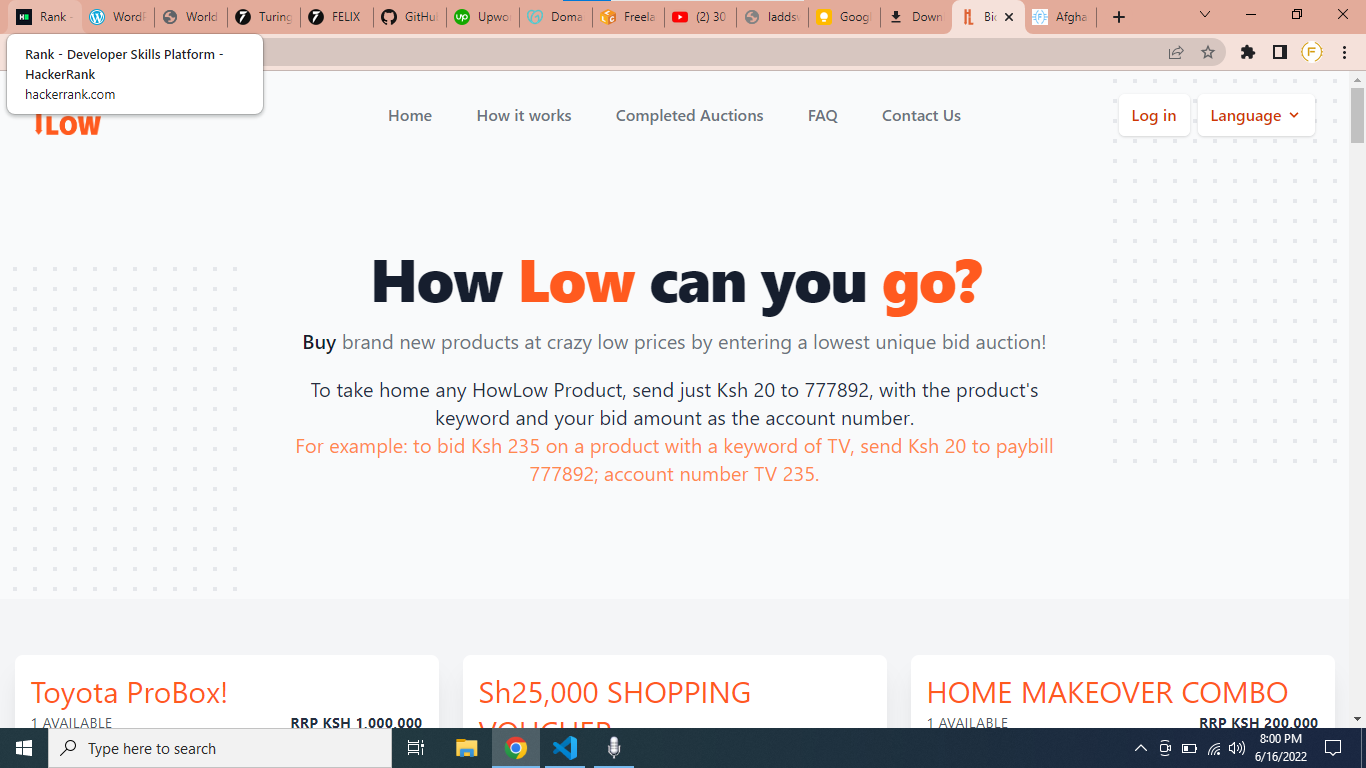 Rank -
WordP
World
Turing
FELIX
GitHub
Upwor
Doma
Freela
(2) 30
laddsv
Googl
Down
Bic
Afgha
Rank - Developer Skills Platform -
HackerRank
hackerrank.com
LOW
Home
How it works
Completed Auctions
FAQ
Contact Us
Log in
Language
How Low can you go?
Buy brand new products at crazy low prices by entering a lowest unique bid auction!
To take home any HowLow Product, send just Ksh 20 to 777892, with the product's
keyword and your bid amount as the account number.
For example: to bid Ksh 235 on a product with a keyword of TV, send Ksh 20 to paybill
777892; account number TV 235.
Toyota ProBox!
1 AVAILABLE
RRP KSH 1,000,000
Sh25,000 SHOPPING
VOUCHER
HOME MAKEOVER COMBO
1 AVAILABLE
RRP KSH 200,000
Type here to search
8:00 PM
6/16/2022